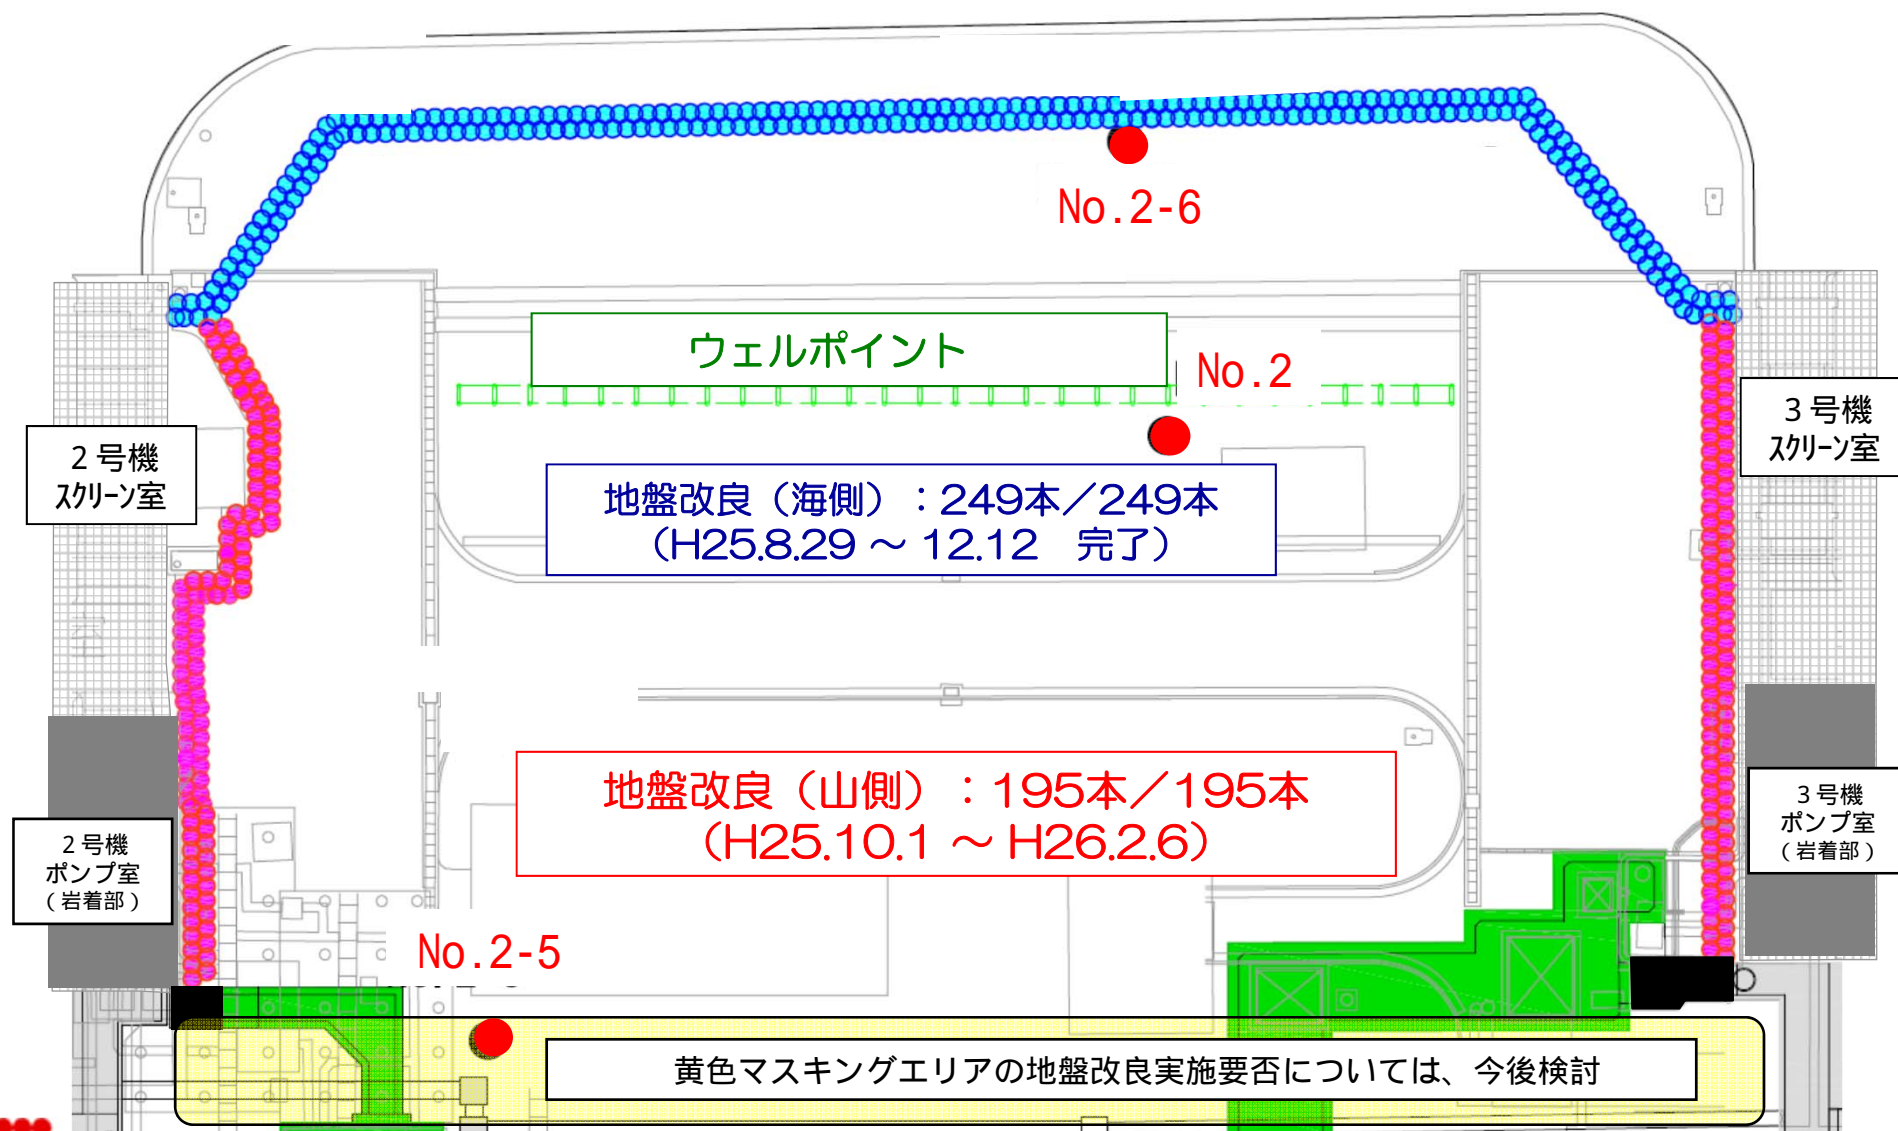 No.2-6
ウェルポイント
No.2
2号機
スクリーン室
3号機
スクリーン室
地盤改良（海側）：249本／249本
（H25.8.29 ～ 12.12　完了）
地盤改良（山側）：195本／195本
（H25.10.1 ～ H26.2.6）
2号機
ポンプ室
（岩着部）
3号機
ポンプ室
（岩着部）
No.2-5
黄色マスキングエリアの地盤改良実施要否については、今後検討